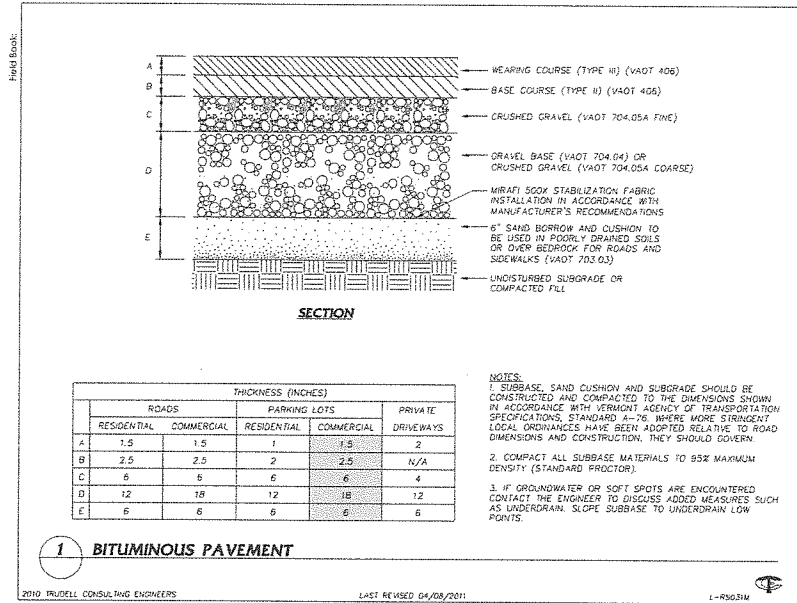 Field Book:
A
B
C
D
E
WEARING COURSE (TYPE III) (VAOT 406)
BASE COURSE (TYPE II) (VAOT 406)
CRUSHED GRAVEL (VAOT 704.05A FINE)
GRAVEL BASE (VAOT 704.04) OR
CRUSHED GRAVEL (VAOT 704.05A COARSE)
MIRAFI 500X STABILIZATION FABRIC
INSTALLATION IN ACCORDANCE WITH
MANUFACTURER'S RECOMMENDATIONS
6" SAND BORROW AND CUSHION TO
BE USED IN POORLY DRAINED SOILS
OR OVER BEDROCK FOR ROADS AND
SIDEWALKS (VAOT 703.03)
UNDISTURBED SUBGRADE OR
COMPACTED FILL
SECTION
THICKNESS (INCHES)
ROADS PARKING LOTS PRIVATE
RESIDENTIAL COMMERCIAL RESIDENTIAL COMMERCIAL DRIVEWAYS
A 1.5 1.5 1 1.5 2
B 2.5 2.5 2 2.5 N/A
C 6 6 6 6 4
D 12 18 12 18 12
E 6 6 6 6 6
NOTES:
1. SUBBASE, SAND CUSHION AND SUBGRADE SHOULD BE
CONSTRUCTED AND COMPACTED TO THE DIMENSIONS SHOWN
IN ACCORDANCE WITH VERMONT AGENCY OF TRANSPORTATION
SPECIFICATIONS, STANDARD A-76. WHERE MORE STRINGENT
LOCAL ORDINANCES HAVE BEEN ADOPTED RELATIVE TO ROAD
DIMENSIONS AND CONSTRUCTION, THEY SHOULD GOVERN.
2. COMPACT ALL SUBBASE MATERIALS TO 95% MAXIMUM
DENSITY (STANDARD PROCTOR).
3. IF GROUNDWATER OR SOFT SPOTS ARE ENCOUNTERED
CONTACT THE ENGINEER TO DISCUSS ADDED MEASURES SUCH
AS UNDERDRAIN. SLOPE SUBBASE TO UNDERDRAIN LOW
POINTS.
1 BITUMINOUS PAVEMENT
2010 TRUDELL CONSULTING ENGINEERS LAST REVISED 04/08/2011 L-RS031M